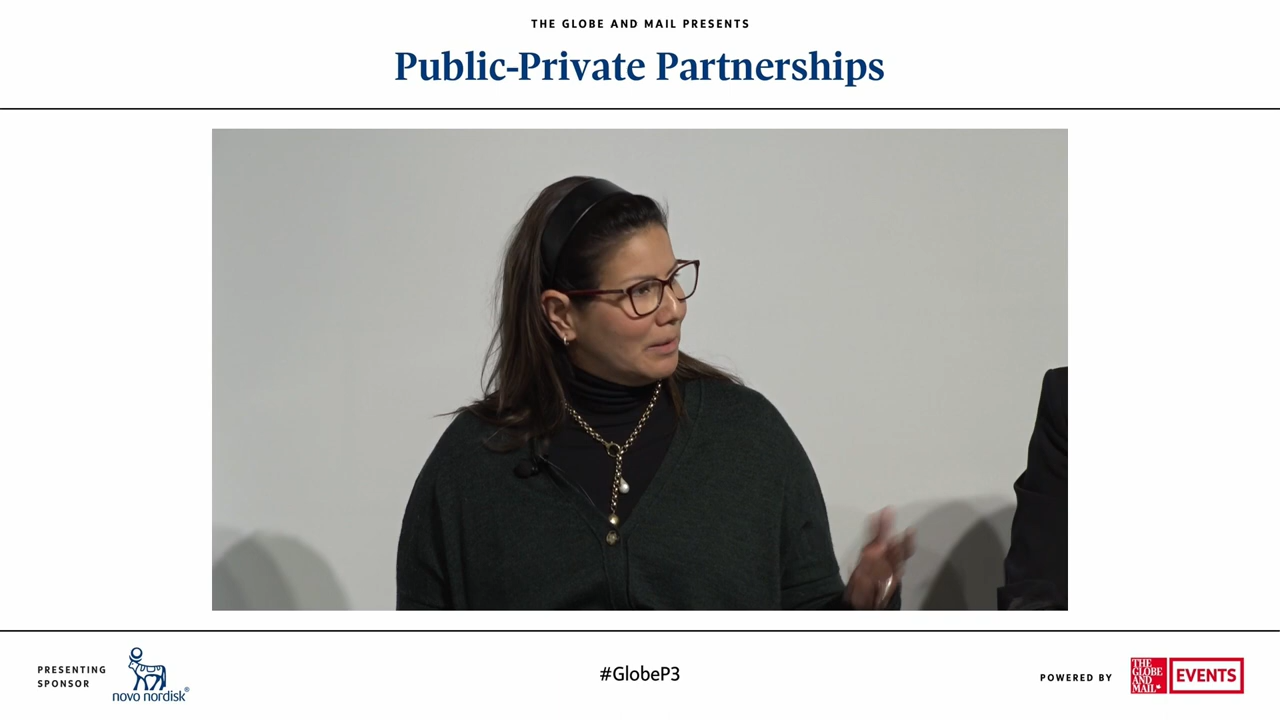 THE GLOBE AND MAIL PRESENTS
Public-Private Partnerships
PRESENTING
SPONSOR
novo nordisk®
#GlobeP3
POWERED BY
THE
GLOBE
AND
MAIL
EVENTS